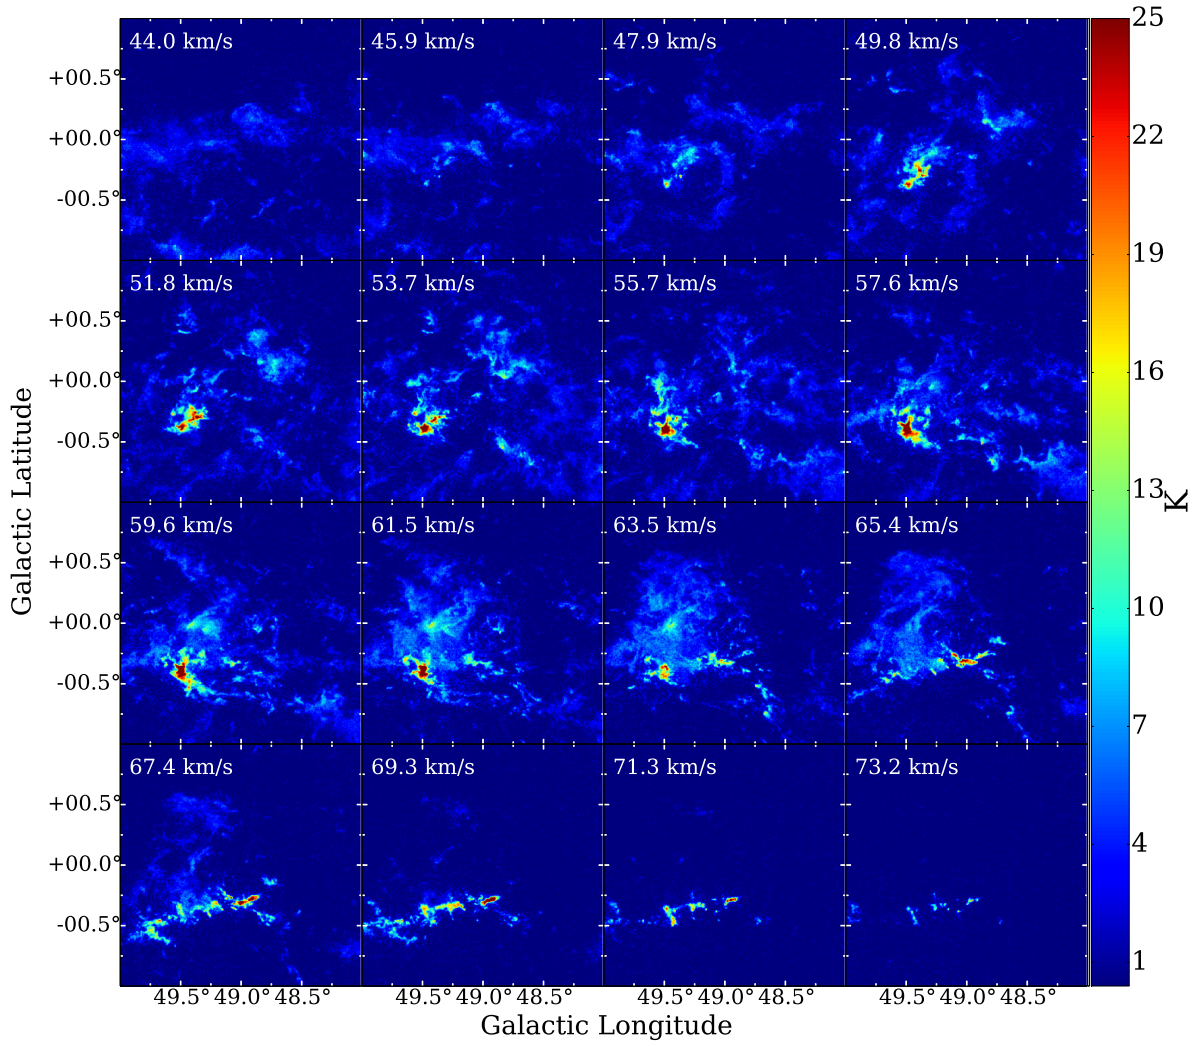 44.0 km/s 45.9 km/s 47.9 km/s 49.8 km/s
+00.5°
+00.0°
-00.5°
51.8 km/s 53.7 km/s 55.7 km/s 57.6 km/s
+00.5°
+00.0°
-00.5°
59.6 km/s 61.5 km/s 63.5 km/s 65.4 km/s
+00.5°
+00.0°
-00.5°
67.4 km/s 69.3 km/s 71.3 km/s 73.2 km/s
+00.5°
+00.0°
-00.5°
49.5° 49.0° 48.5° 49.5° 49.0° 48.5° 49.5° 49.0° 48.5° 49.5° 49.0° 48.5°
Galactic Longitude
Galactic Latitude
25
22
19
16
13
10
7
4
1
K